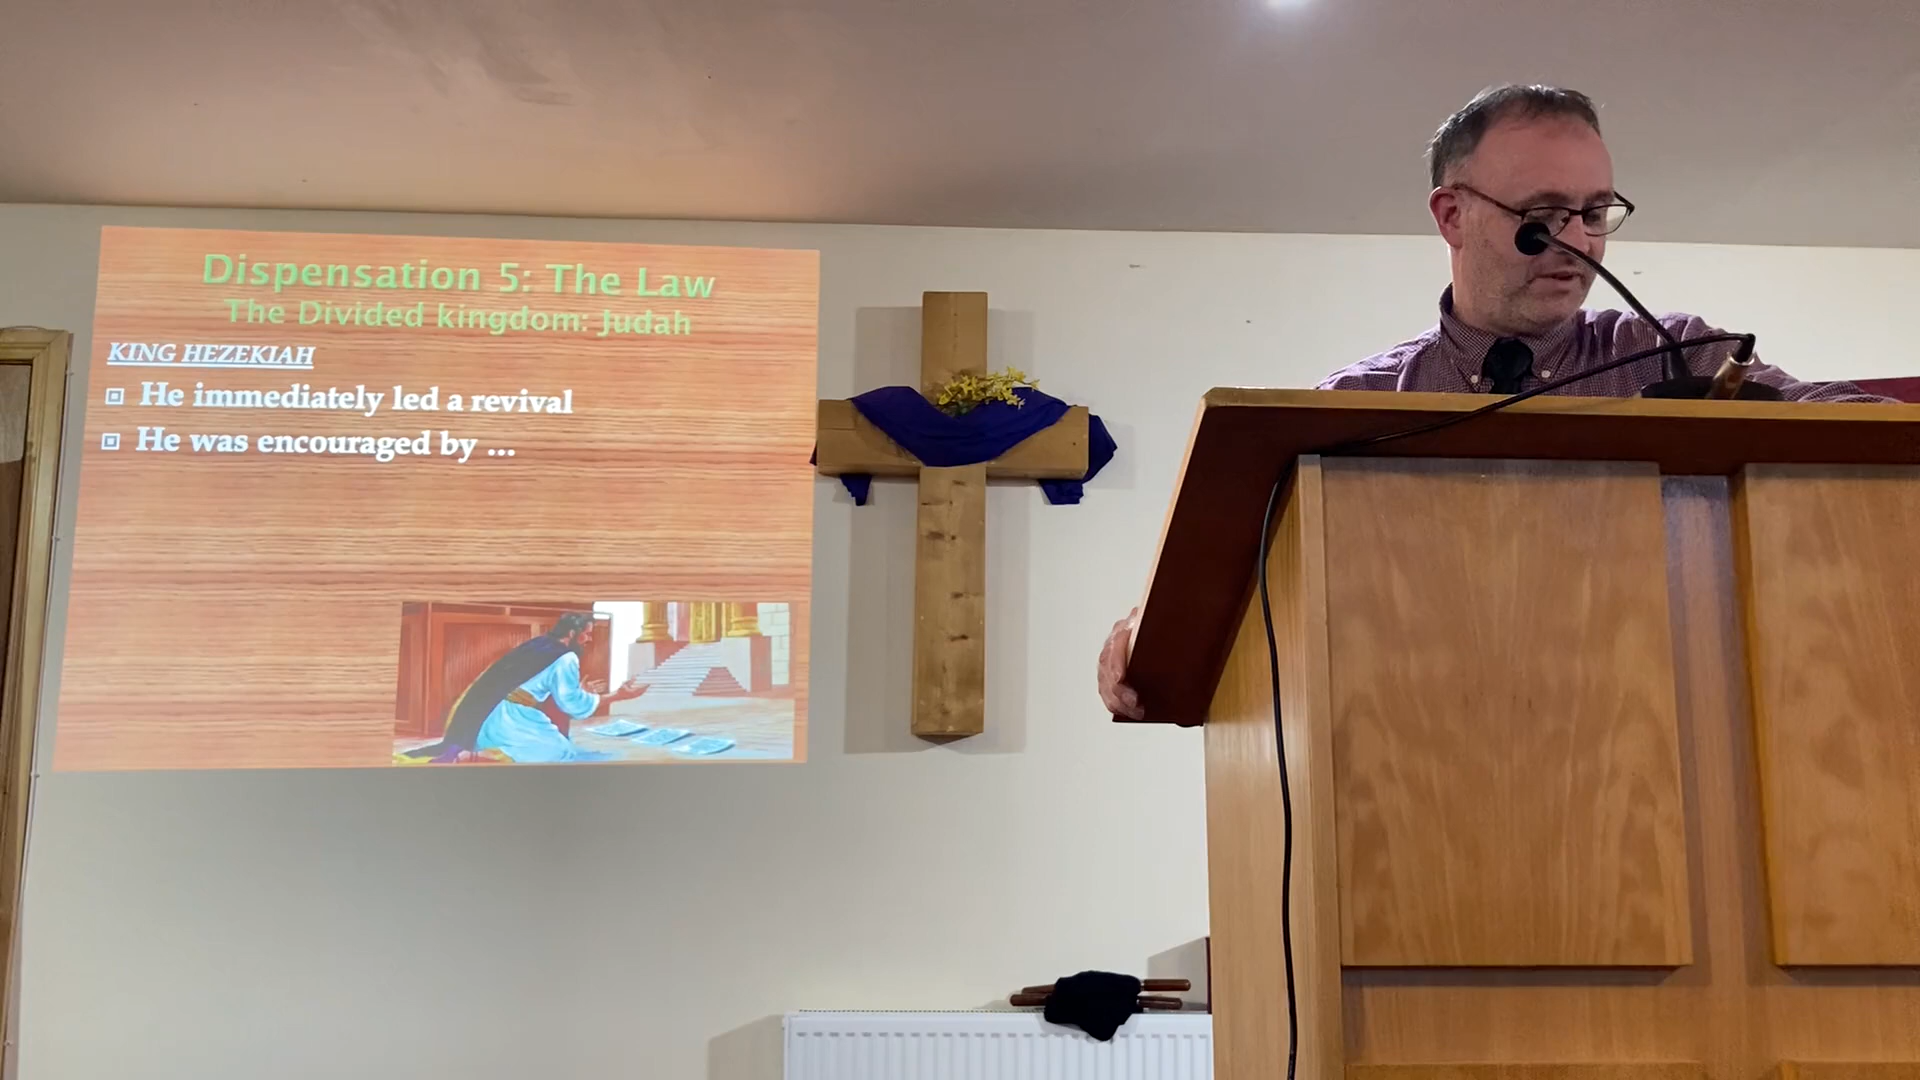 Dispensation 5: The Law
The Divided kingdom: Judah
KING HEZEKIAH
He immediately led a revival
He was encouraged by ...